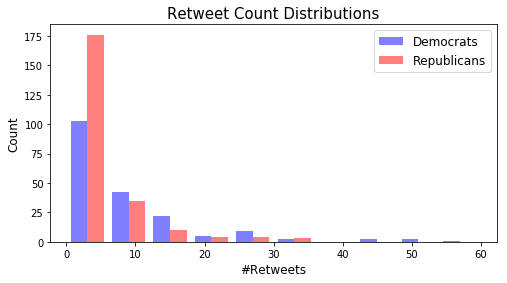 Retweet Count Distributions
Democrats
Republicans
Count
175
150
125
100
75
50
25
0
0 10 20 30 40 50 60
#Retweets